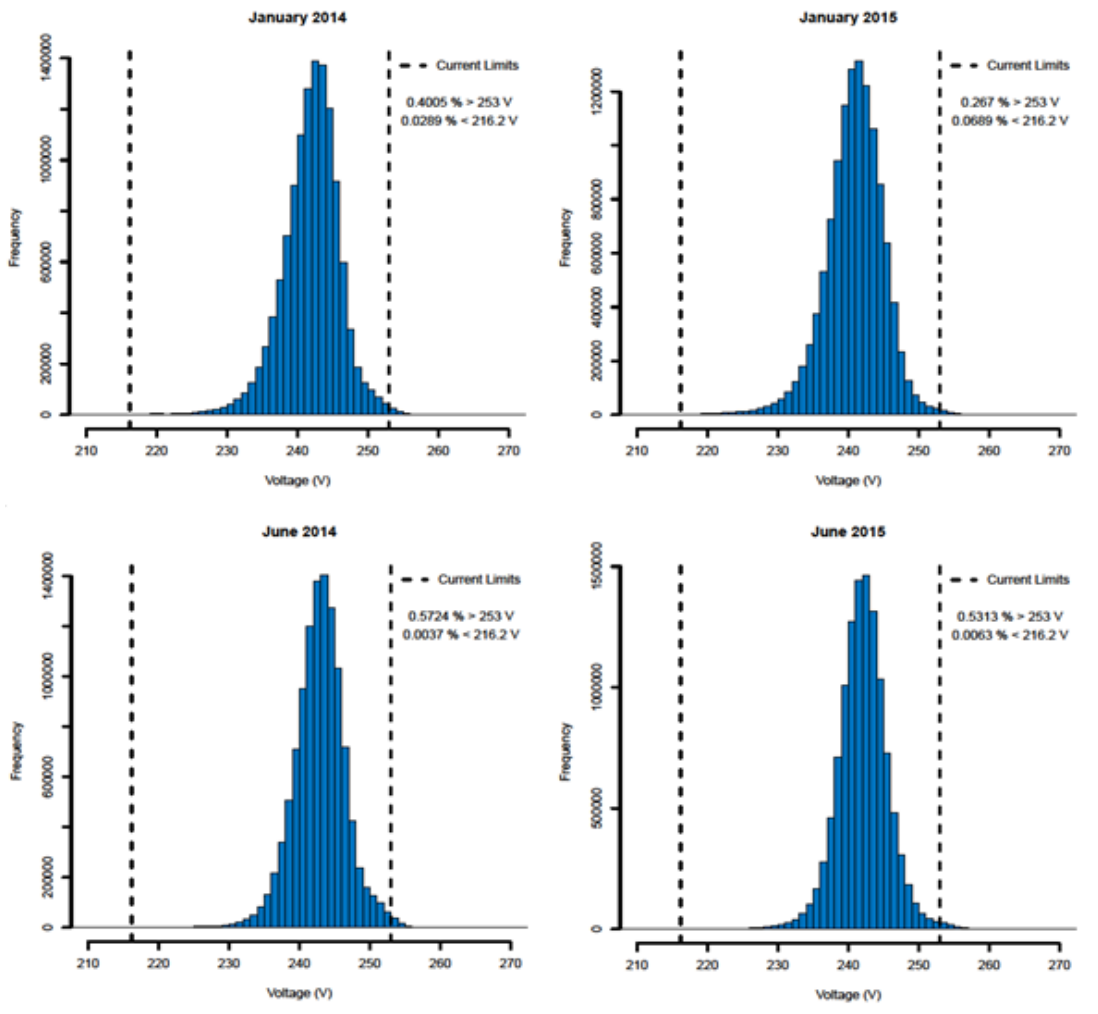 January 2014
1400000
1000000
600000
200000
0
Frequency
Current Limits
0.4005 % > 253 V
0.0289 % < 216.2 V
210 220 230 240 250 260 270
Voltage (V)
January 2015
1200000
800000
600000
400000
200000
0
Frequency
Current Limits
0.267 % > 253 V
0.0689 % < 216.2 V
210 220 230 240 250 260 270
Voltage (V)
June 2014
1400000
1000000
600000
200000
0
Frequency
Current Limits
0.5724 % > 253 V
0.0037 % < 216.2 V
210 220 230 240 250 260 270
Voltage (V)
June 2015
1500000
1000000
500000
0
Frequency
Current Limits
0.5313 % > 253 V
0.0063 % < 216.2 V
210 220 230 240 250 260 270
Voltage (V)